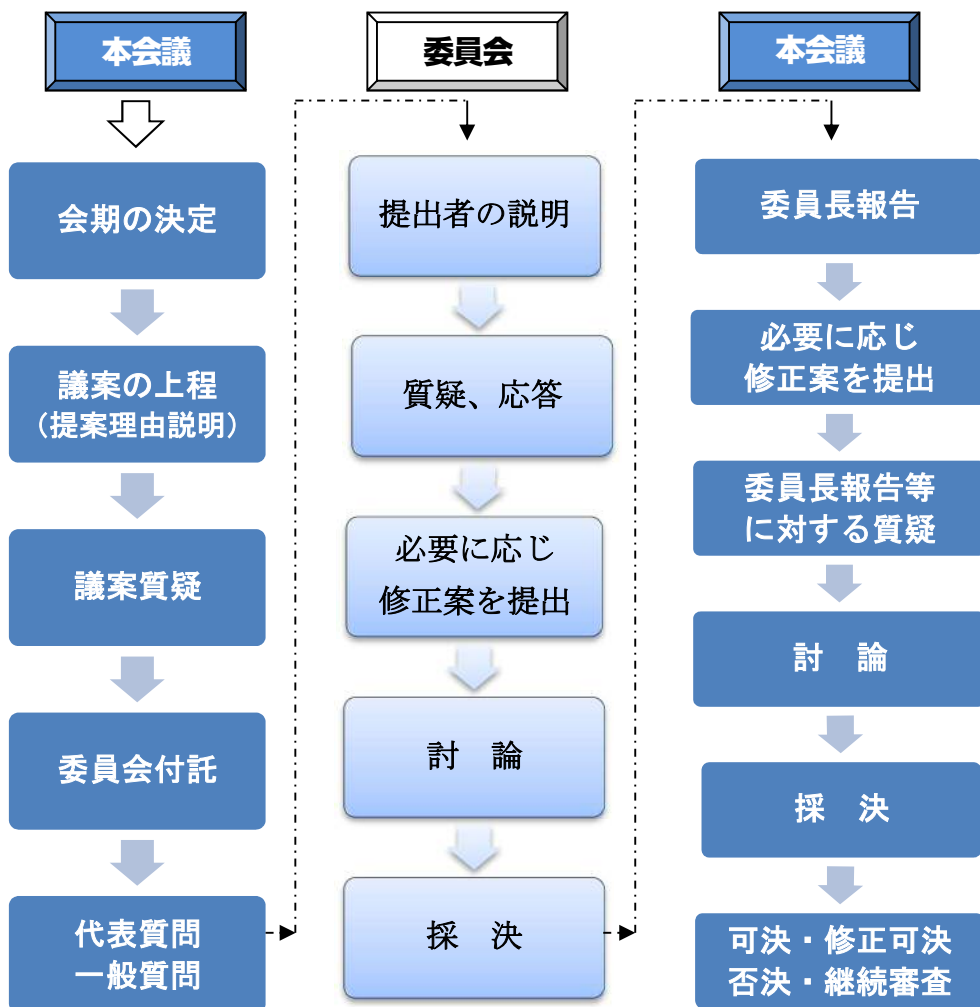 本会議
会期の決定
議案の上程
（提案理由説明）
議案質疑
委員会付託
代表質問
一般質問
委員会
提出者の説明
質疑、応答
必要に応じ
修正案を提出
討　論
採　決
本会議
委員長報告
必要に応じ
修正案を提出
委員長報告等
に対する質疑
討　論
採　決
可決・修正可決
否決・継続審査